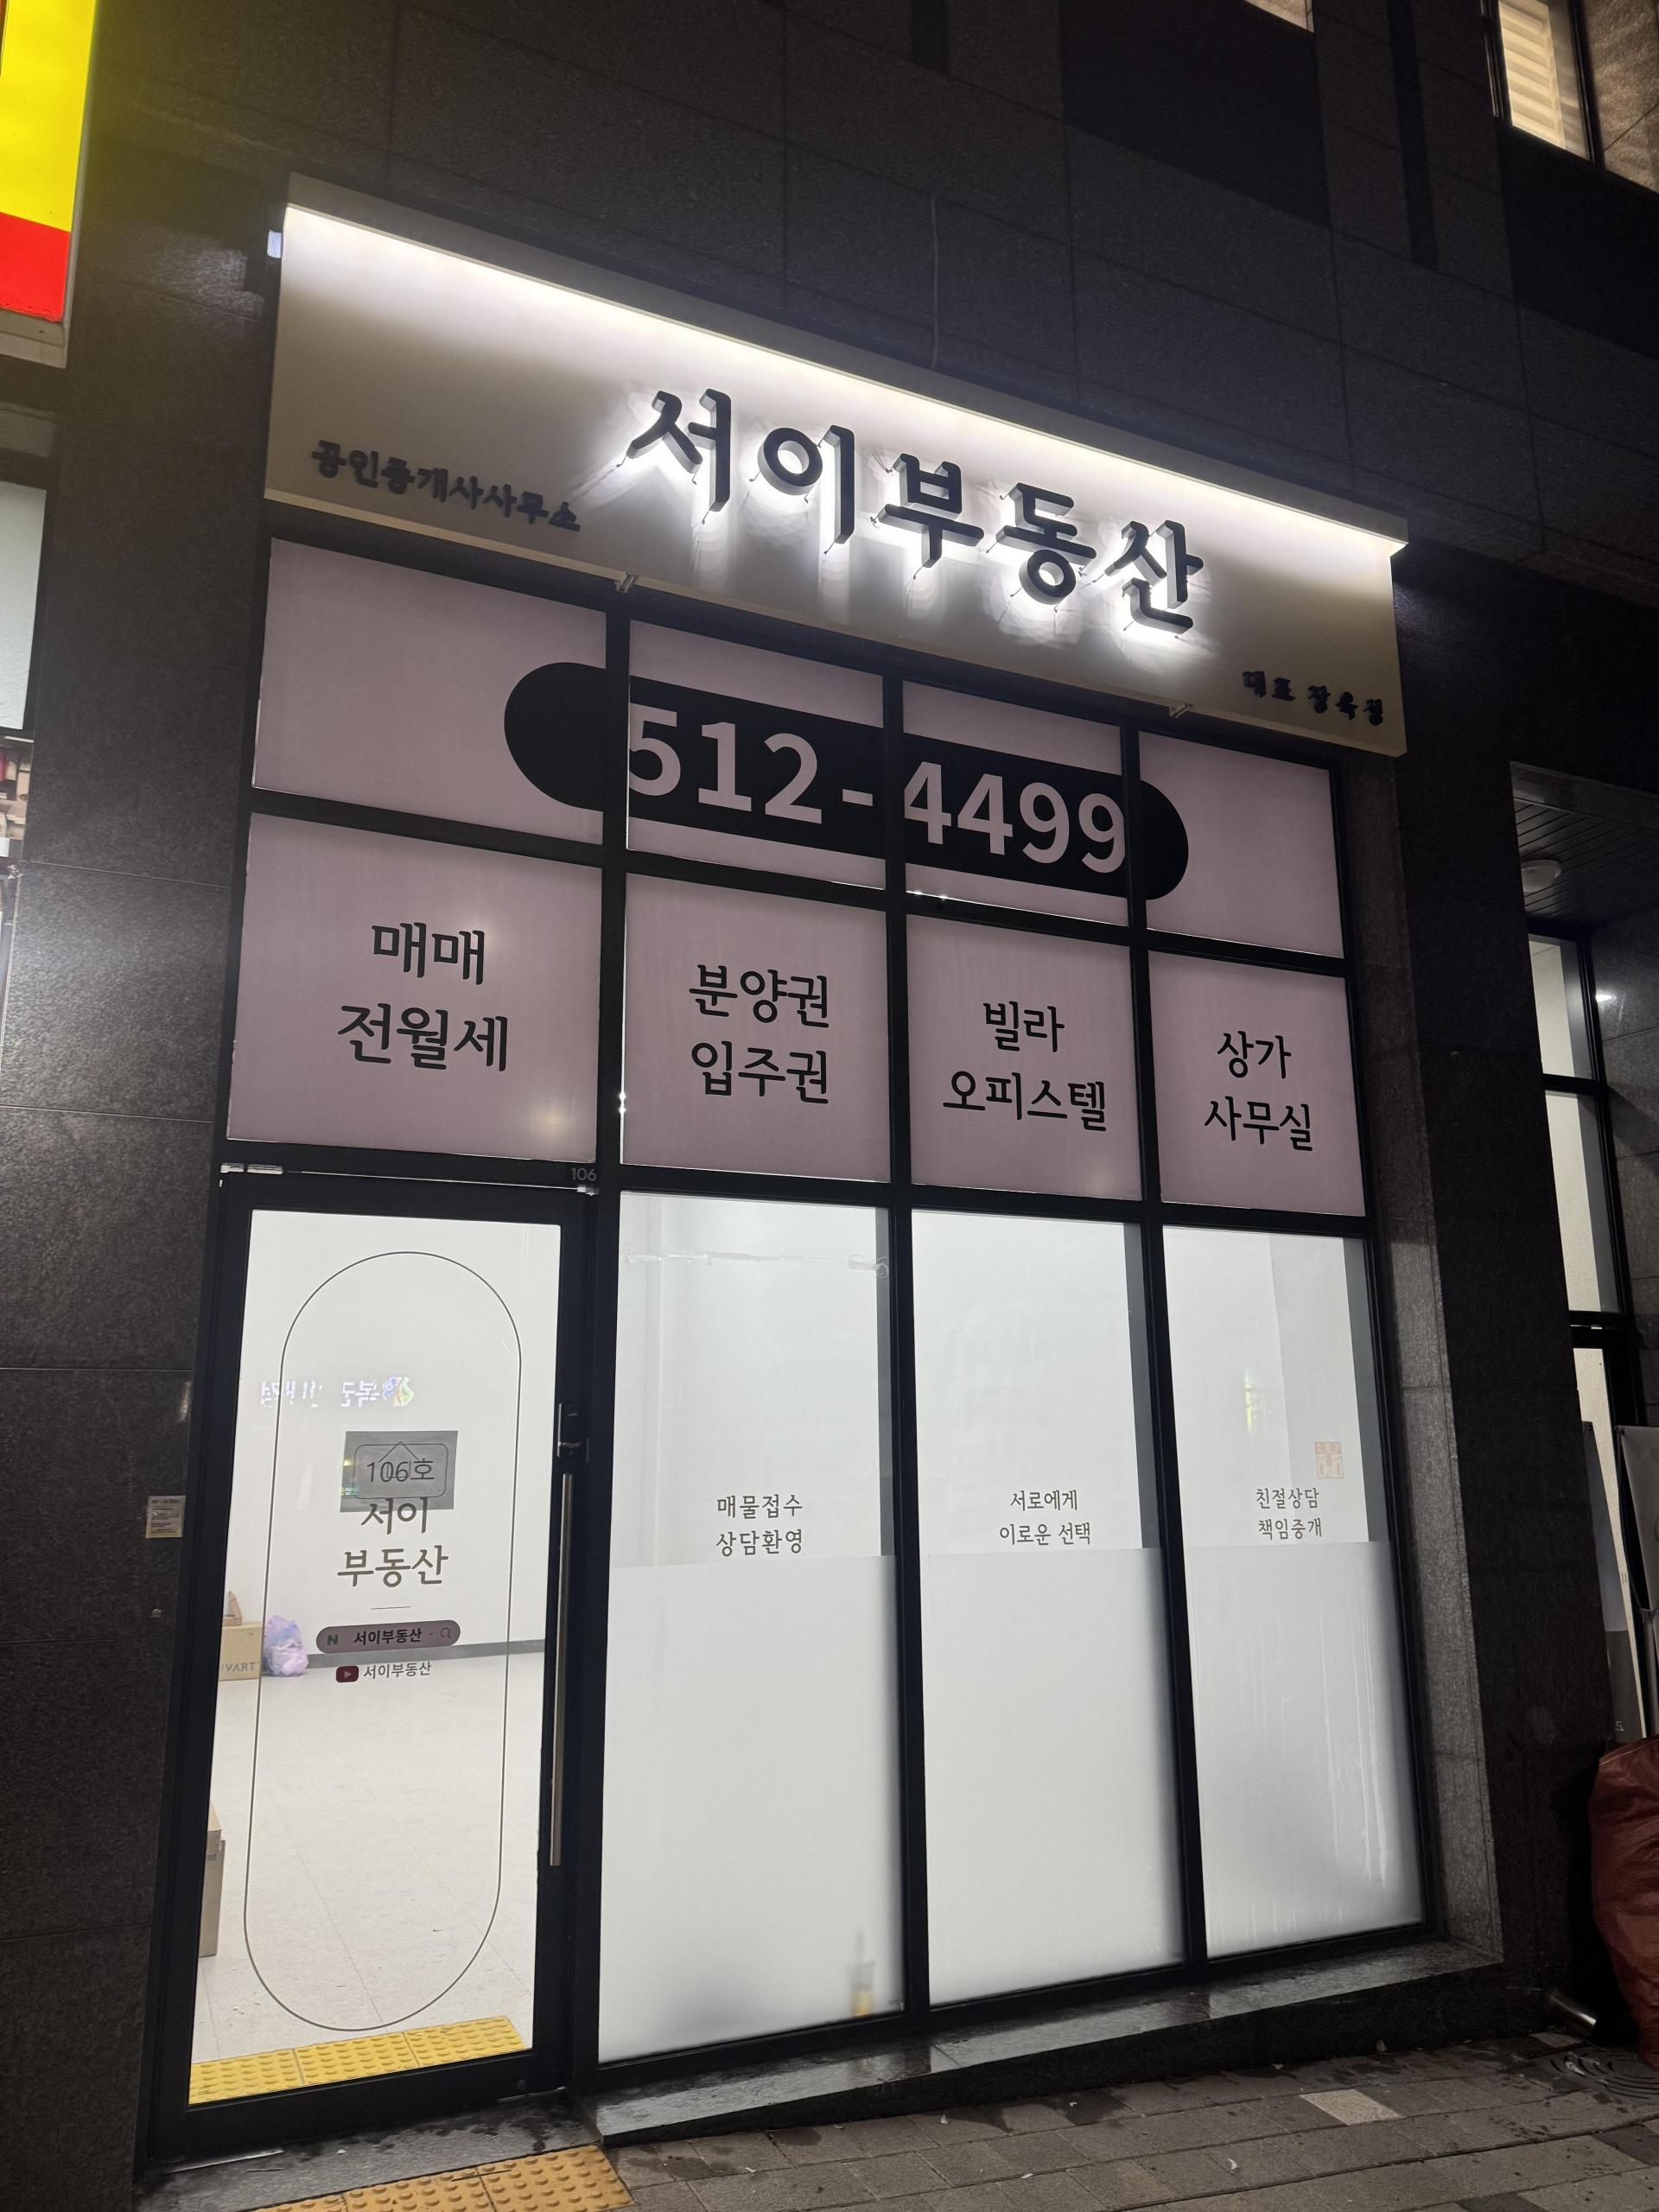 서이부동산
공인중개사사무소
대표 장옥정
512-4499
매매
전월세
분양권
입주권
빌라
오피스텔
상가
사무실
106
106호
서이
부동산
N 서이부동산
서이부동산
매물접수
상담환영
서로에게
이로운 선택
친절상담
책임중개